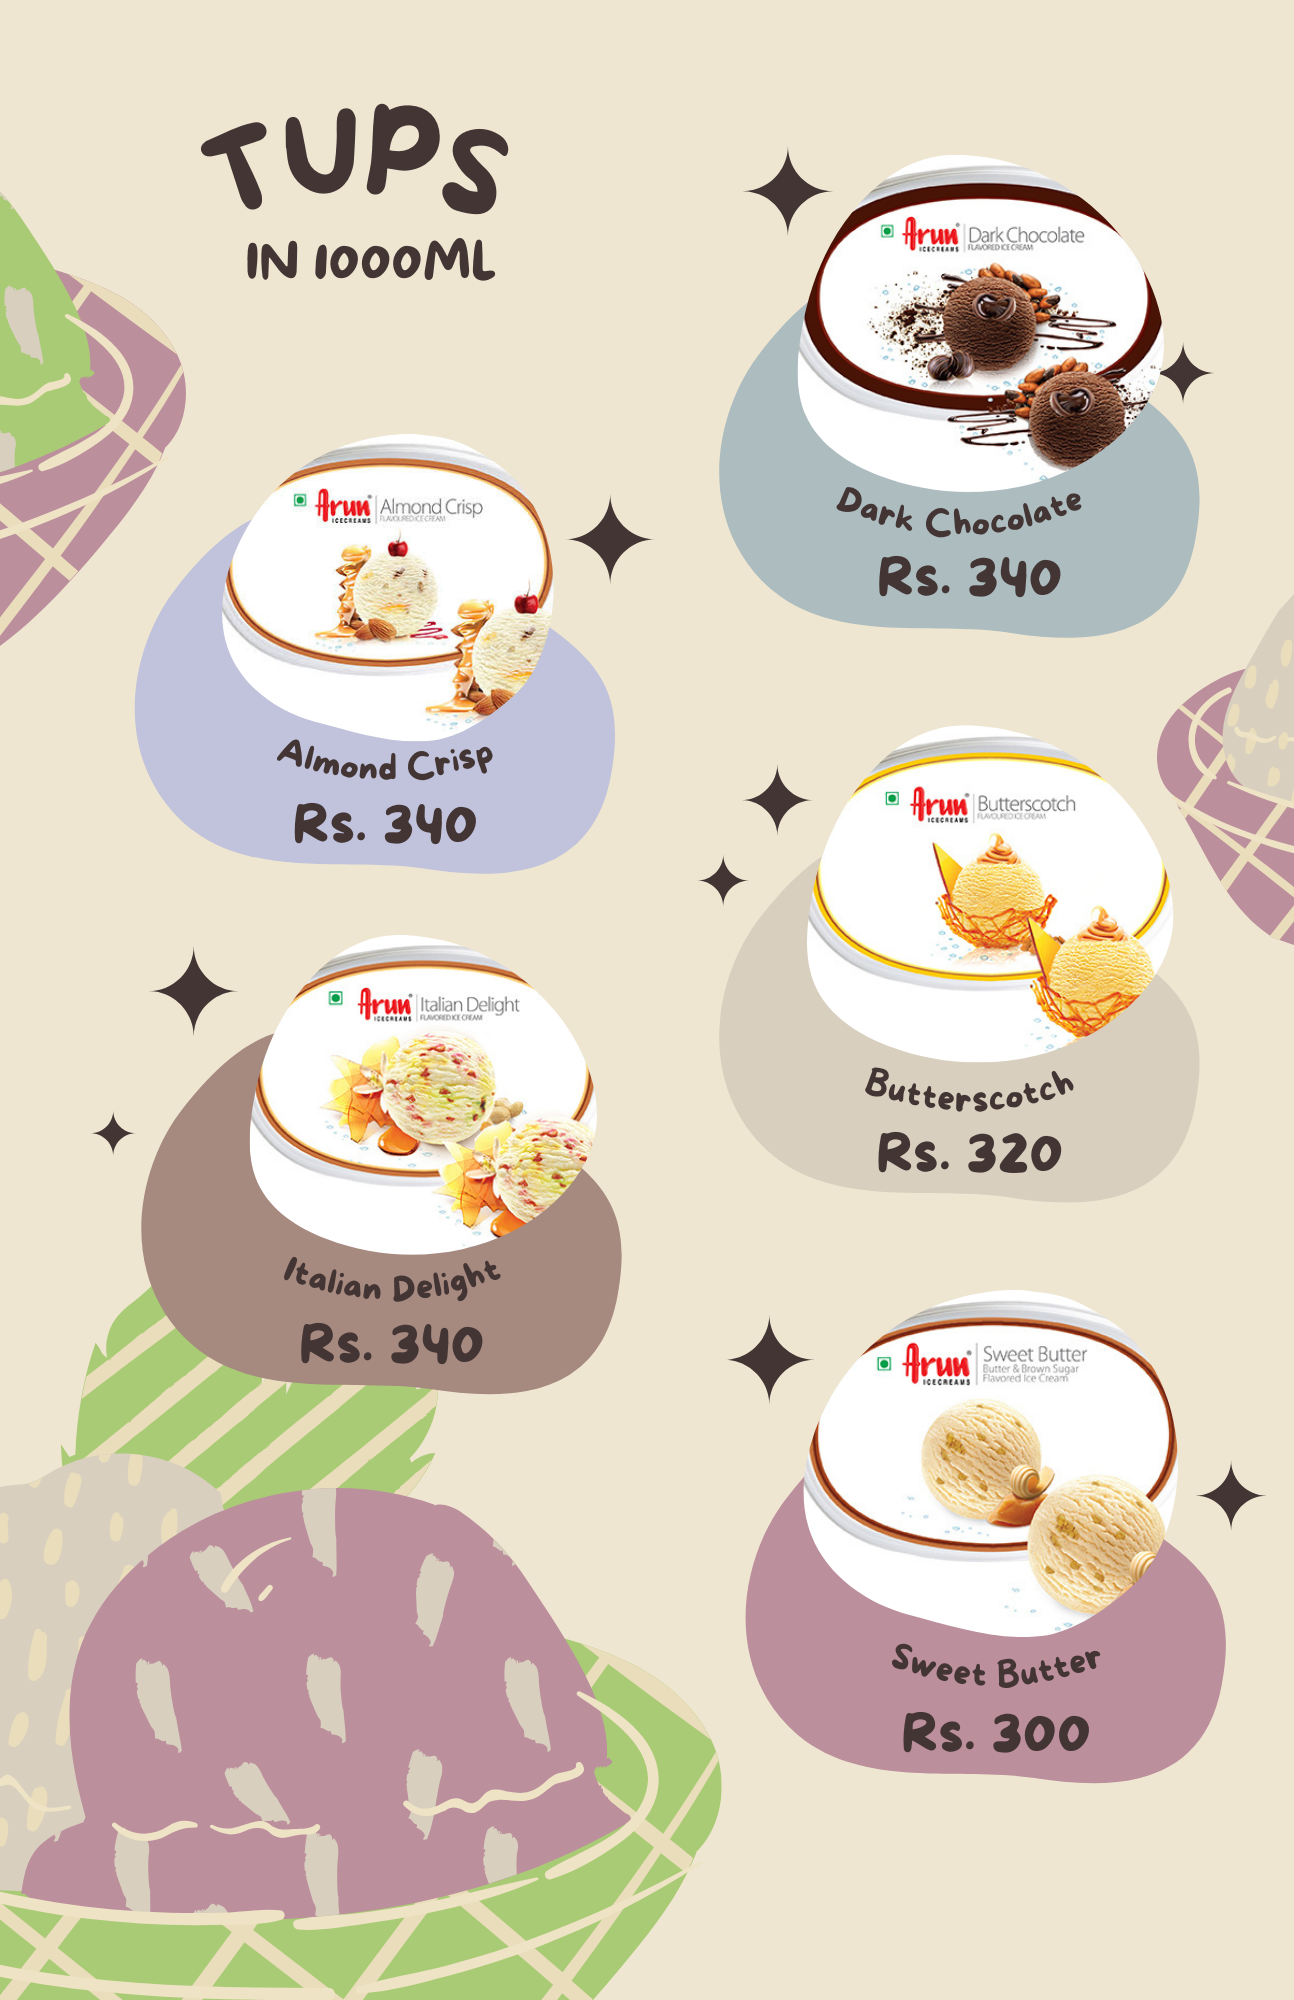 TUPS
IN 1000ML
Arun Dark Chocolate
ICECREAMS FLAVORED ICE CREAM
Dark Chocolate
Rs. 340
Arun Almond Crisp
ICECREAMS FLAVOURED ICE CREAM
Almond Crisp
Rs. 340
Arun Butterscotch
ICECREAMS FLAVOURED ICE CREAM
Butterscotch
Rs. 320
Arun Italian Delight
ICECREAMS FLAVORED ICE CREAM
Italian Delight
Rs. 340
Arun Sweet Butter
Butter & Brown Sugar
ICECREAMS Flavored Ice Cream
Sweet Butter
Rs. 300